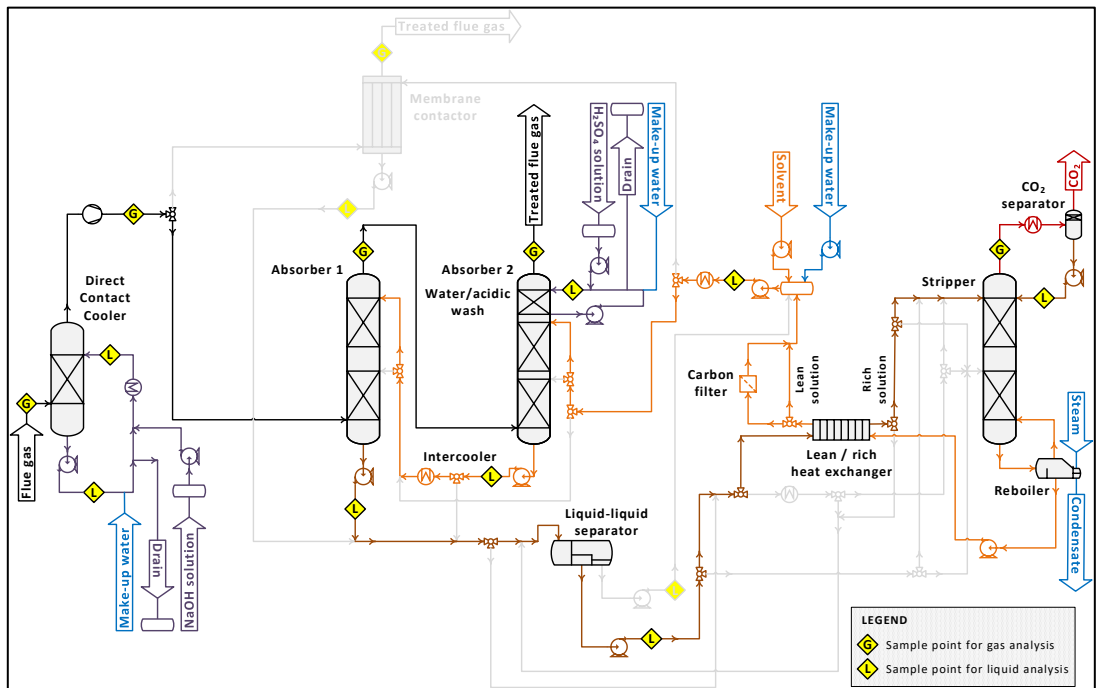 Treated flue gas
G
Membrane
contactor
L
Treated flue gas
H₂SO₄ solution
Drain
Make-up water
Solvent
Make-up water
CO₂
CO₂
separator
G
G
Absorber 1
G
Absorber 2
G
Water/acidic
wash
L
L
Stripper
L
Direct
Contact
Cooler
L
G
Flue gas
L
Carbon
filter
Lean
solution
Rich
solution
Lean / rich
heat exchanger
Intercooler
L
L
Steam
Reboiler
Condensate
Liquid-liquid
separator
L
L
Make-up water
Drain
NaOH solution
LEGEND
G Sample point for gas analysis
L Sample point for liquid analysis